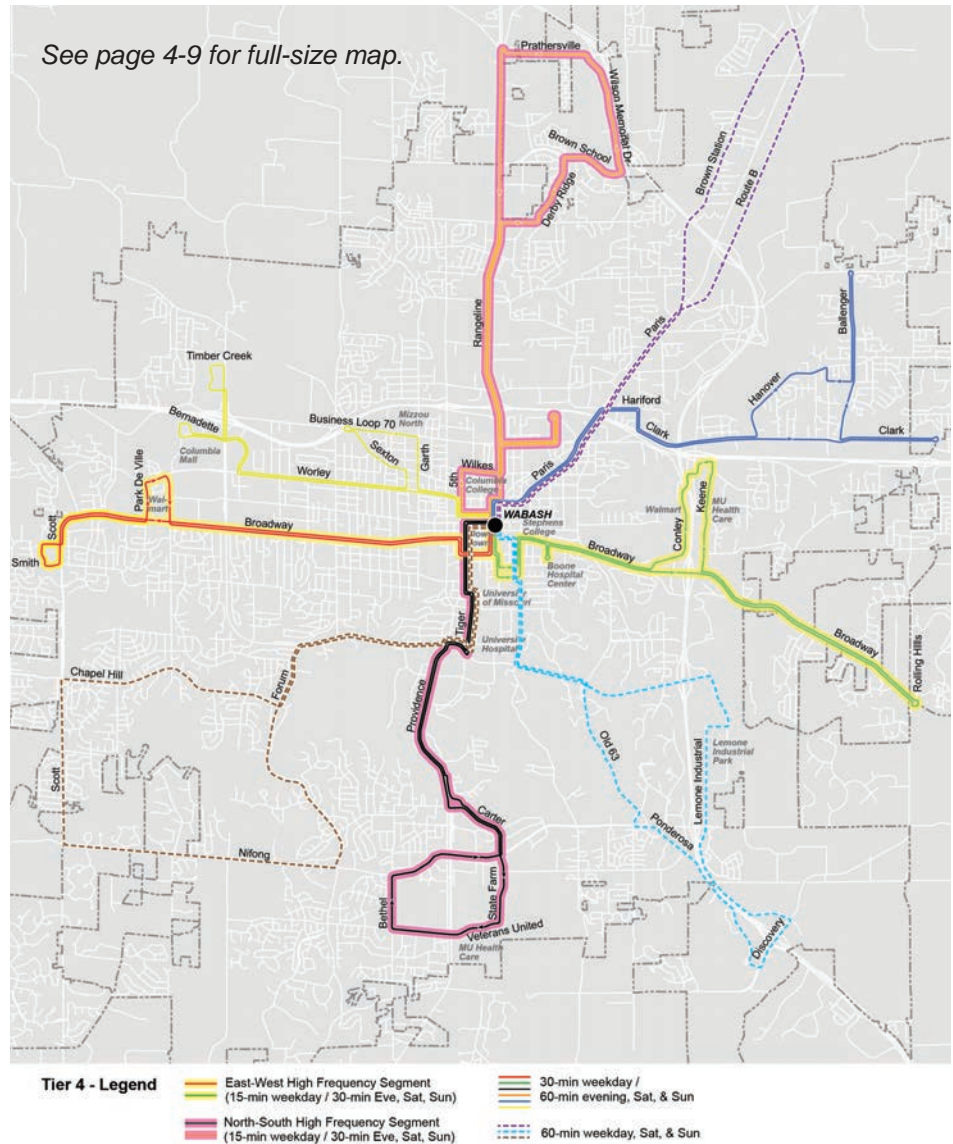 See page 4-9 for full-size map.
Prathersville
Wilson Memorial Dr
Brown School
Derby Ridge
Brown Station
Route B
Rangeline
Paris
Ballenger
Timber Creek
Hanover
Hariford
Bernadette
Business Loop 70
Mizzou
North
Clark
Clark
Columbia
Mall
Sexton
Garth
Park De Ville
Wal-
mart
Worley
5th
Wilkes
Columbia
College
Paris
Scott
WABASH
Stephens
College
Walmart
Conley
Keene
MU
Health
Care
Broadway
Broadway
Smith
Boone
Hospital
Center
University
of Missouri
Tiger
University
Hospital
Broadway
Rolling Hills
Chapel Hill
Forum
Providence
Old 63
Lemone Industrial
Lemone
Industrial
Park
Scott
Carter
Ponderosa
Nifong
Bethel
State Farm
Veterans United
MU Health
Care
Discovery
Tier 4 - Legend
East-West High Frequency Segment
(15-min weekday / 30-min Eve, Sat, Sun)
30-min weekday /
60-min evening, Sat, & Sun
North-South High Frequency Segment
(15-min weekday / 30-min Eve, Sat, Sun)
60-min weekday, Sat, & Sun